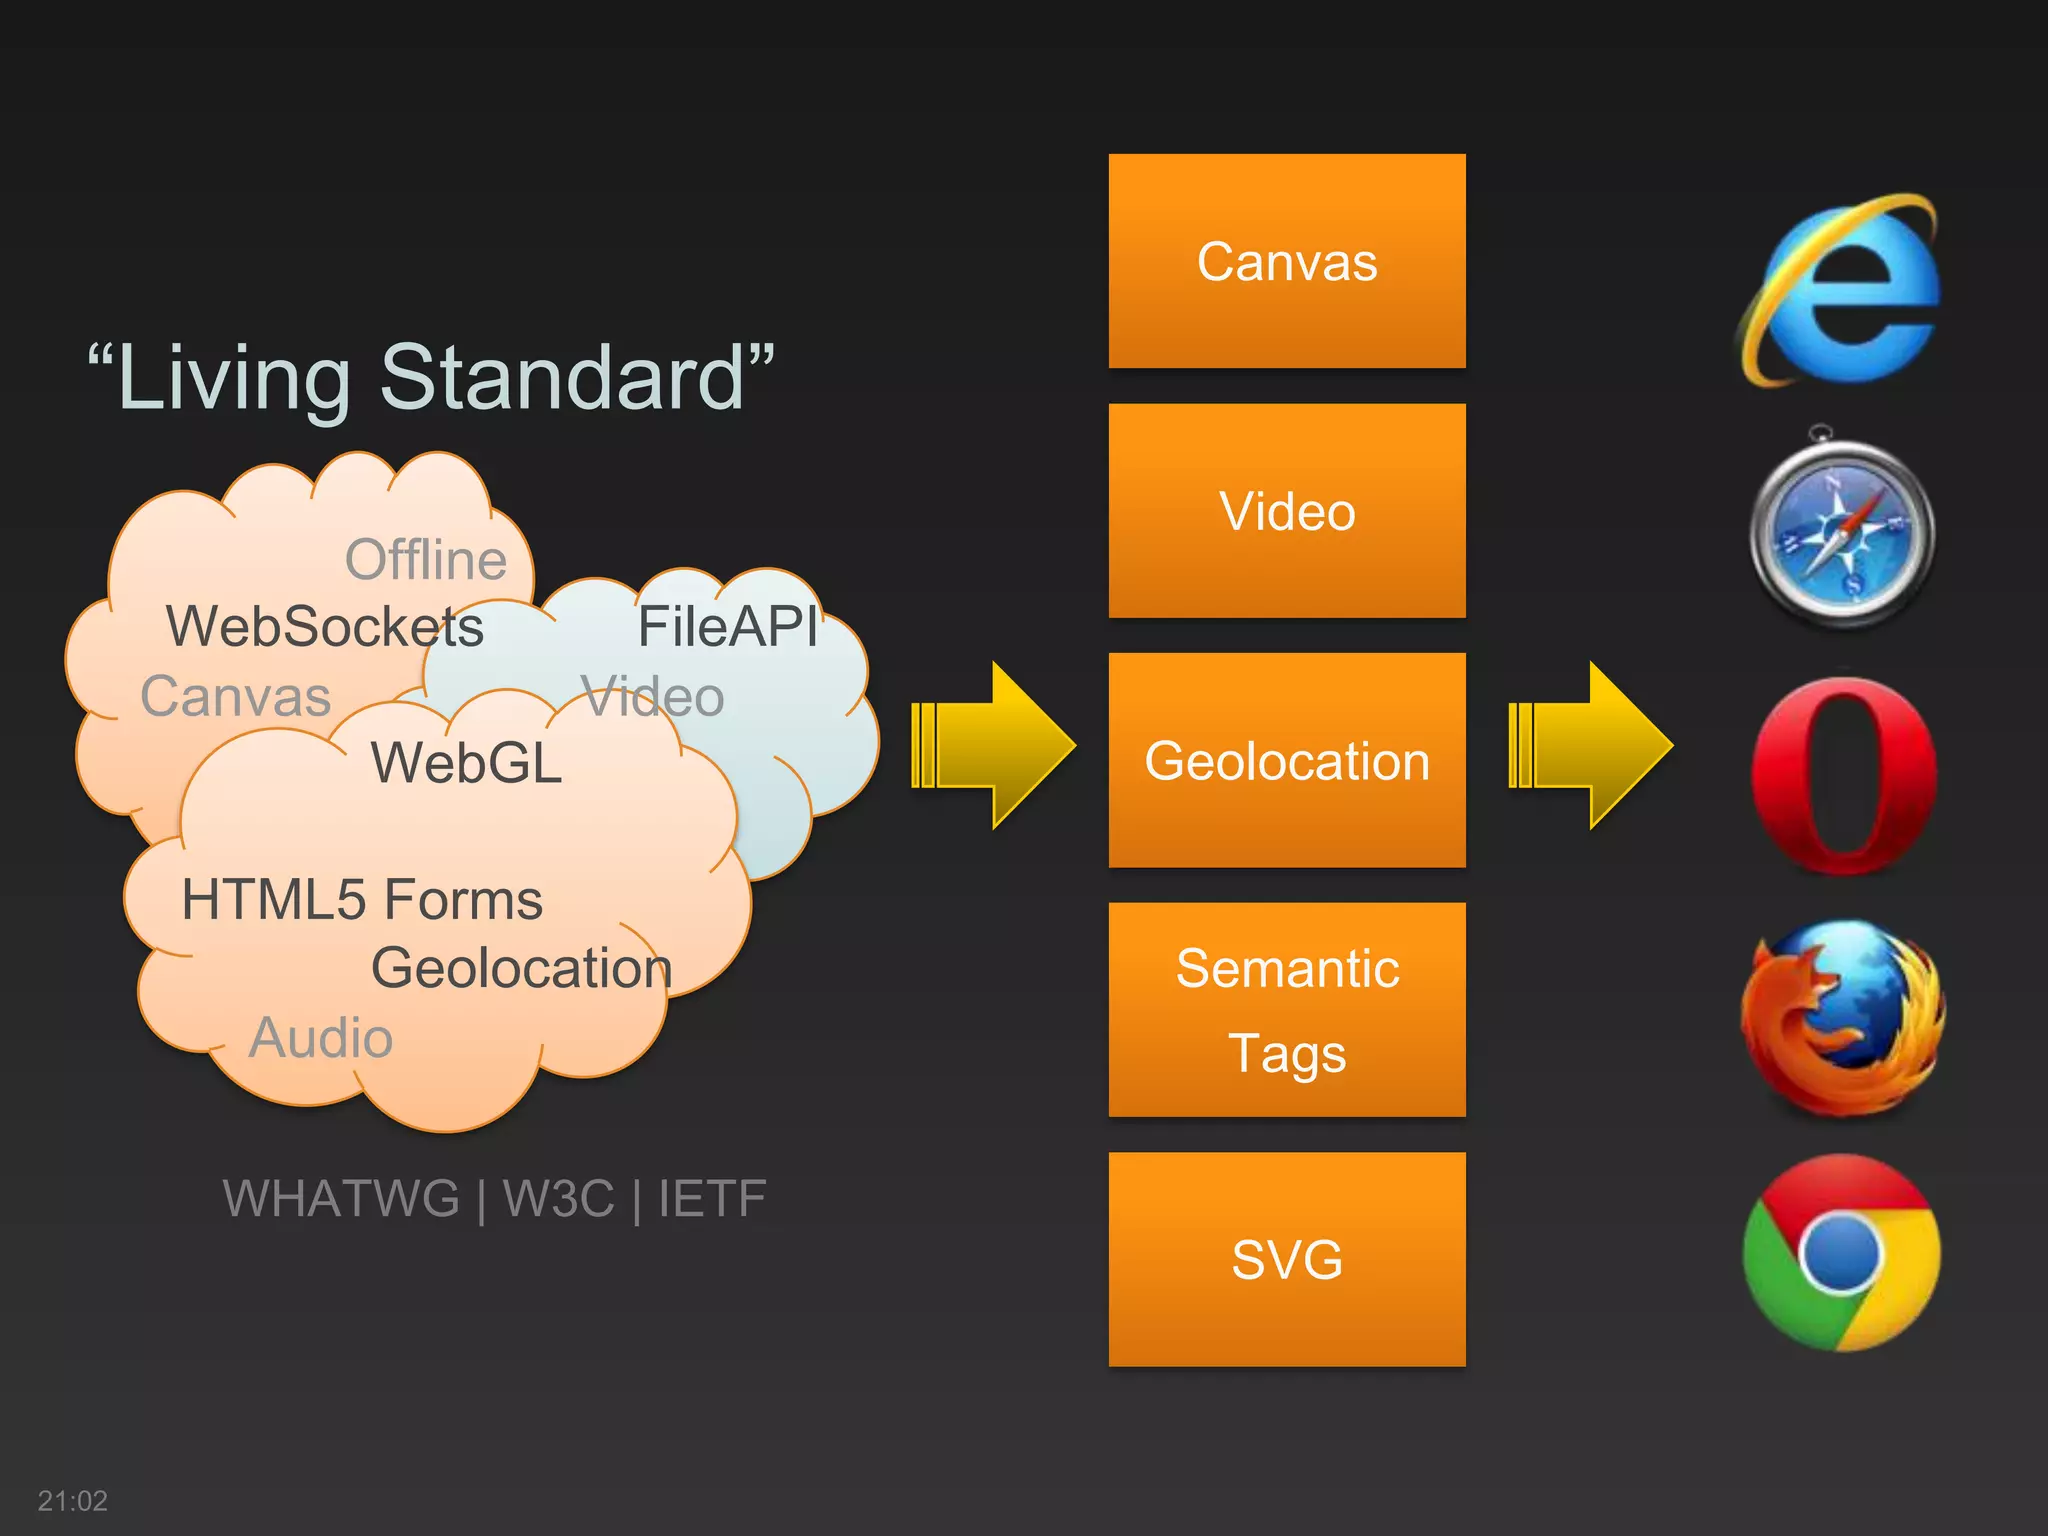 “Living Standard”
Offline
WebSockets
FileAPI
Canvas
Video
WebGL
HTML5 Forms
Geolocation
Audio
WHATWG | W3C | IETF
Canvas
Video
Geolocation
Semantic
Tags
SVG
21:02